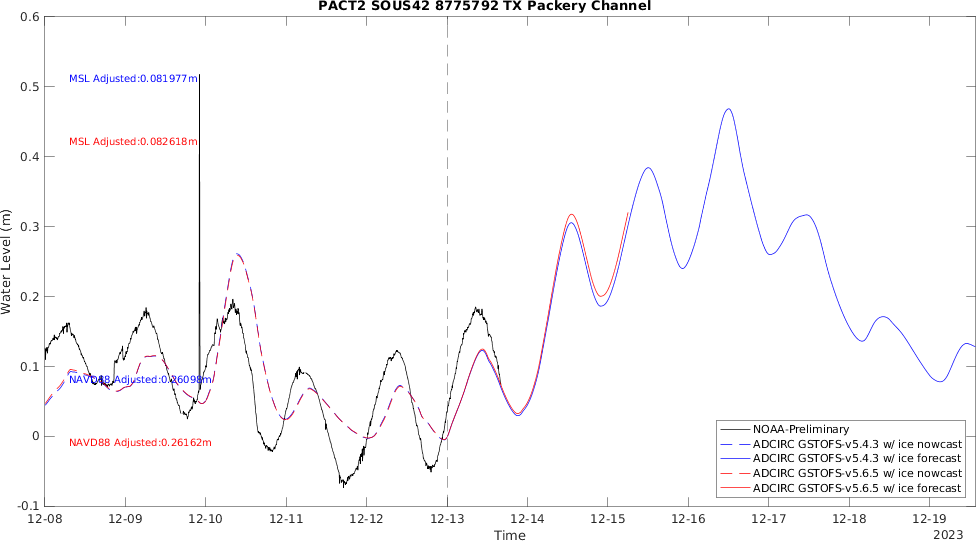 PACT2 SOUS42 8775792 TX Packery Channel
0.6
0.5
0.4
0.3
0.2
0.1
0
-0.1
Water Level (m)
MSL Adjusted:0.081977m
MSL Adjusted:0.082618m
NAVD88 Adjusted:0.26098m
NAVD88 Adjusted:0.26162m
NOAA-Preliminary
ADCIRC GSTOFS-v5.4.3 w/ ice nowcast
ADCIRC GSTOFS-v5.4.3 w/ ice forecast
ADCIRC GSTOFS-v5.6.5 w/ ice nowcast
ADCIRC GSTOFS-v5.6.5 w/ ice forecast
12-08 12-09 12-10 12-11 12-12 12-13 12-14 12-15 12-16 12-17 12-18 12-19
Time
2023